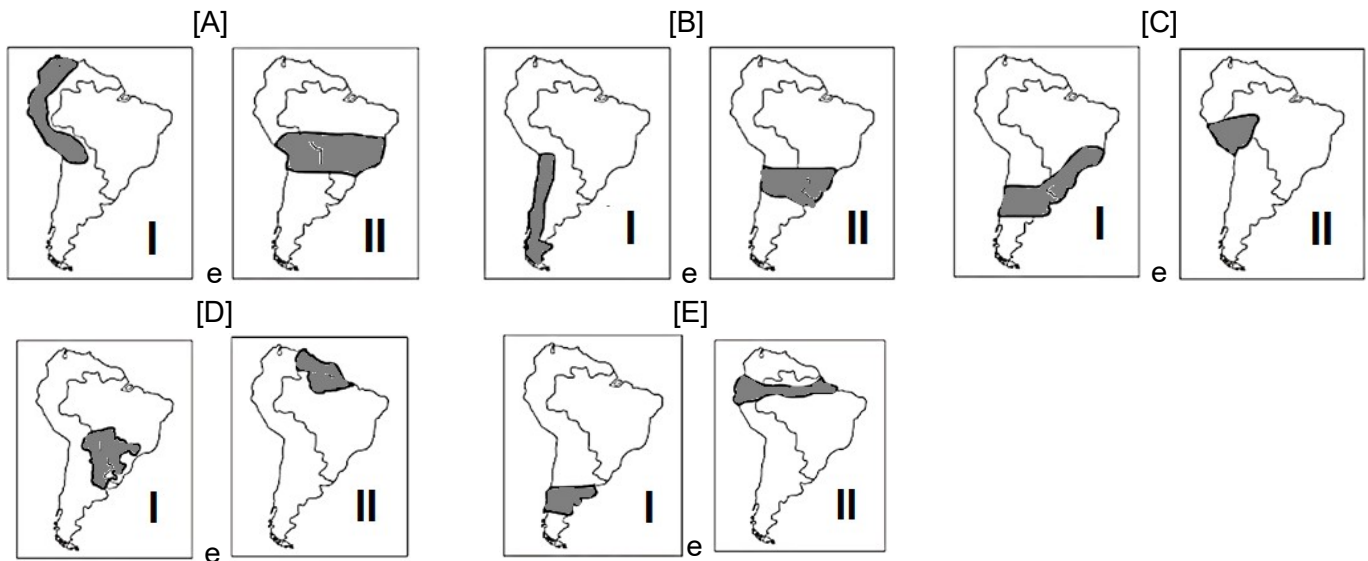 [A] [B] [C]
I e II I e II I e II
[D] [E]
I e II I e II